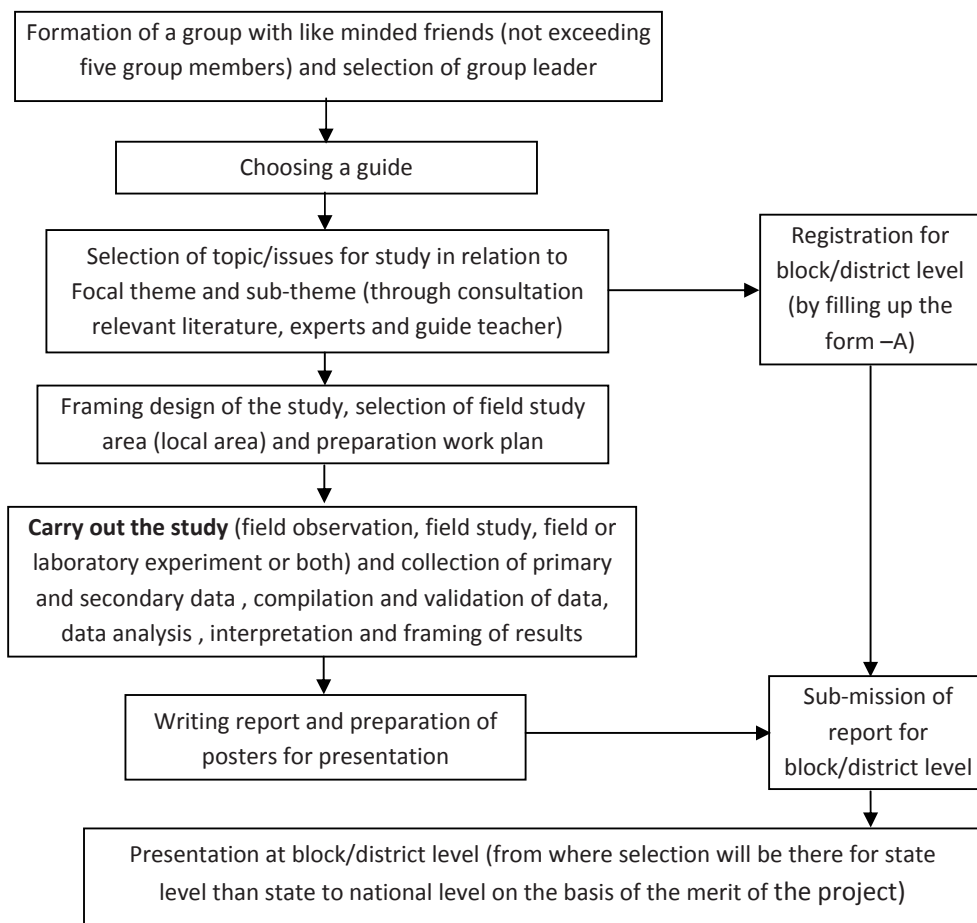 Formation of a group with like minded friends (not exceeding
five group members) and selection of group leader
Choosing a guide
Selection of topic/issues for study in relation to
Focal theme and sub-theme (through consultation
relevant literature, experts and guide teacher)
Registration for
block/district level
(by filling up the
form –A)
Framing design of the study, selection of field study
area (local area) and preparation work plan
Carry out the study (field observation, field study, field or
laboratory experiment or both) and collection of primary
and secondary data , compilation and validation of data,
data analysis , interpretation and framing of results
Writing report and preparation of
posters for presentation
Sub-mission of
report for
block/district level
Presentation at block/district level (from where selection will be there for state
level than state to national level on the basis of the merit of the project)